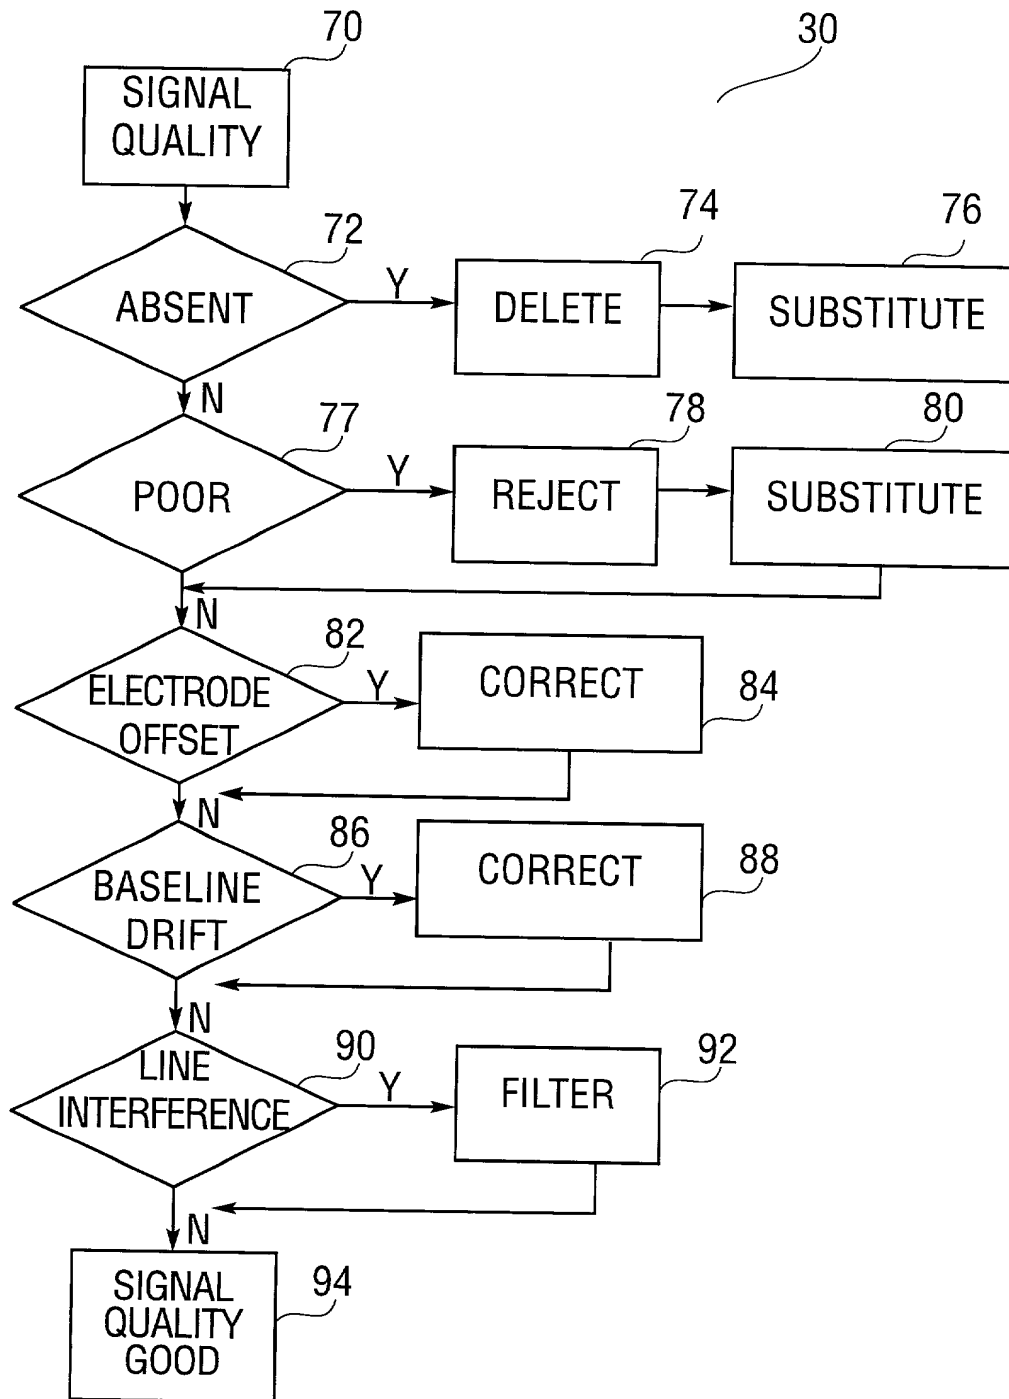 70
30
SIGNAL
QUALITY
72
74
76
ABSENT
Y
DELETE
SUBSTITUTE
N
77
78
80
POOR
Y
REJECT
SUBSTITUTE
N
82
ELECTRODE
OFFSET
Y
CORRECT
84
N
86
BASELINE
DRIFT
Y
CORRECT
88
N
90
92
LINE
INTERFERENCE
Y
FILTER
N
94
SIGNAL
QUALITY
GOOD